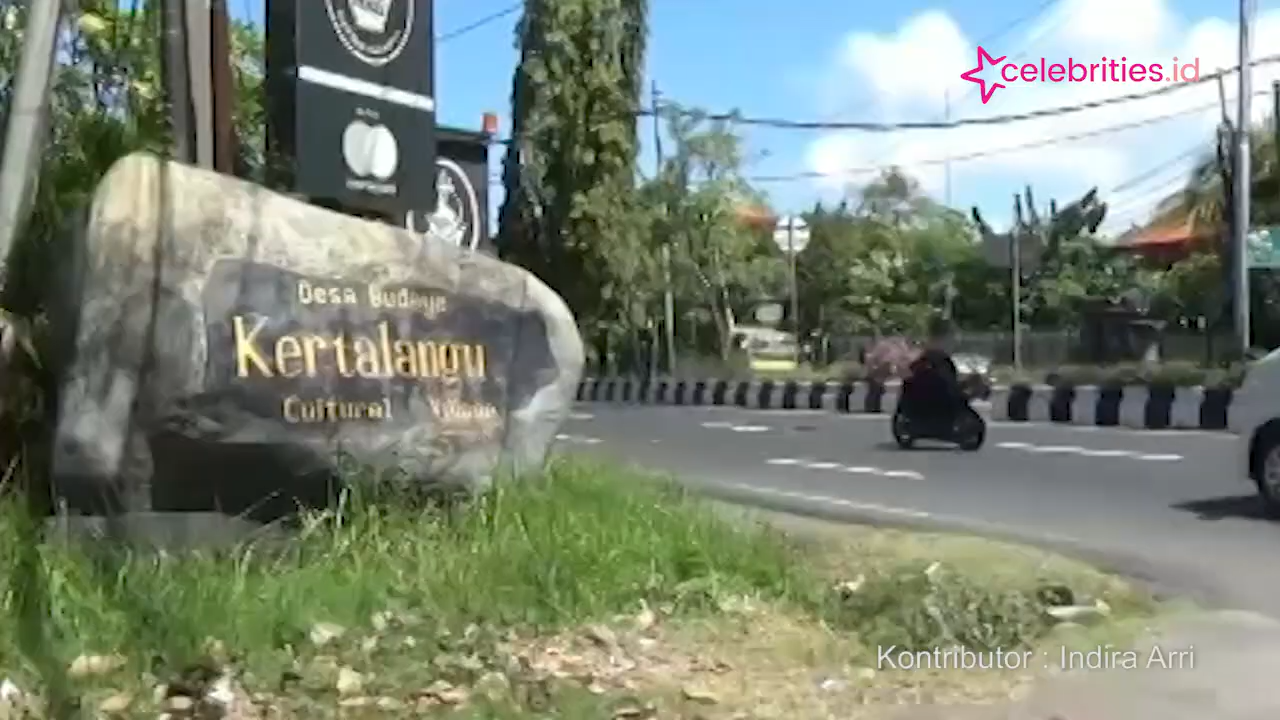 celebrities.id
Desa Budaya
Kertalangu
Cultural Village
Kontributor : Indira Arri